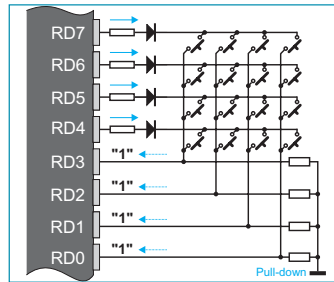 RD7
RD6
RD5
RD4
RD3 "1"
RD2 "1"
RD1 "1"
RD0 "1"
Pull-down